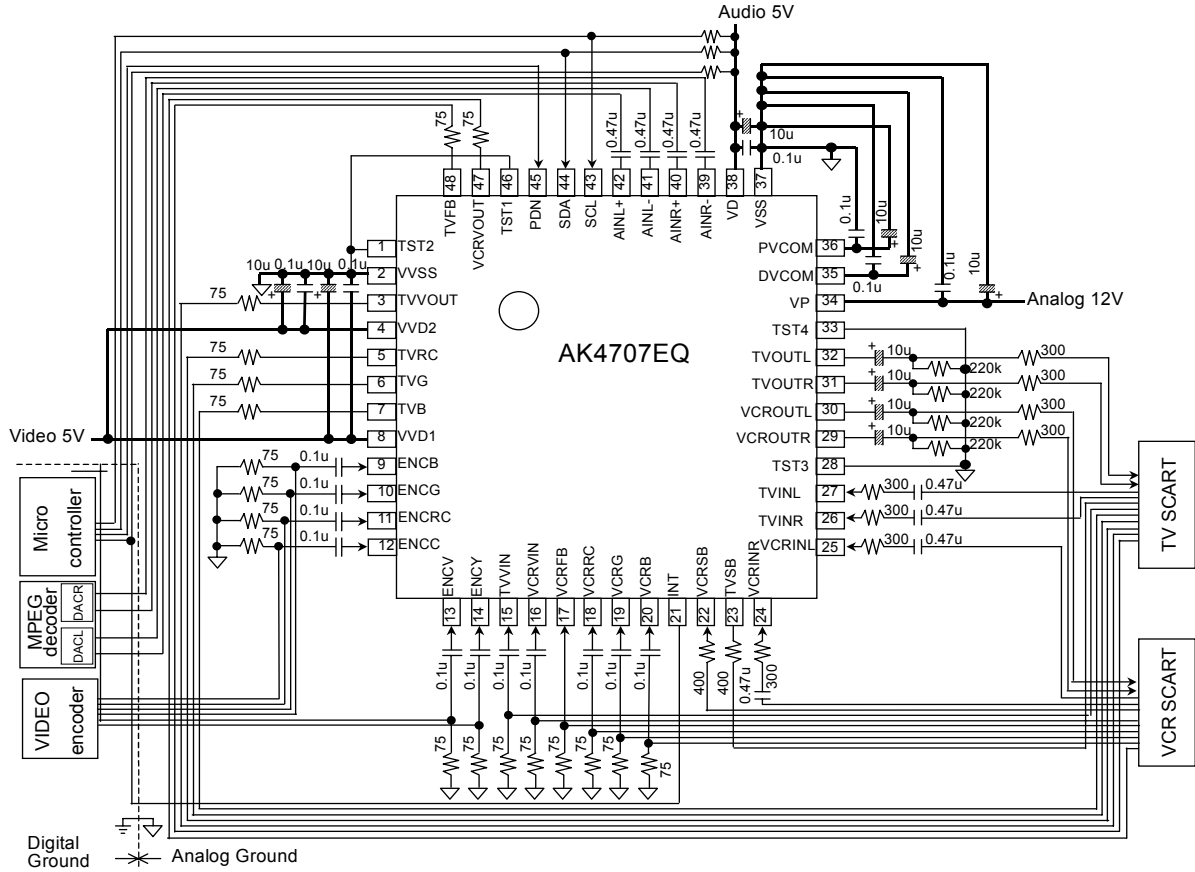 Audio 5V
75
75
0.47u
0.47u
0.47u
0.47u
+
10u
0.1u
48
47
46
45
44
43
42
41
40
39
38
37
TVFB
VCRVOUT
TST1
PDN
SDA
SCL
AINL+
AINL-
AINR+
AINR-
VD
VSS
0.1u
10u
+
10u
+
0.1u
0.1u
10u
+
1 TST2
2 VVSS
3 TVVOUT
4 VVD2
5 TVRC
6 TVG
7 TVB
8 VVD1
9 ENCB
10 ENCG
11 ENCRC
12 ENCC
10u 0.1u 10u 0.1u
+
+
75
75
75
75
Video 5V
75 0.1u
75 0.1u
75 0.1u
75 0.1u
AK4707EQ
PVCOM 36
DVCOM 35
VP 34
TST4 33
TVOUTL 32
TVOUTR 31
VCROUTL 30
VCROUTR 29
TST3 28
TVINL 27
TVINR 26
VCRINL 25
Analog 12V
+ 10u 220k 300
+ 10u 220k 300
+ 10u 220k 300
+ 10u 220k 300
300 0.47u
300 0.47u
300 0.47u
ENCV
ENCY
TVVIN
VCRVIN
VCRFB
VCRRC
VCRG
VCRB
INT
VCRSB
TVSB
VCRINR
13
14
15
16
17
18
19
20
21
22
23
24
0.1u
0.1u
0.1u
0.1u
0.1u
0.1u
0.1u
400
400
0.47u
300
75
75
75
75
75
75
75
75
Micro
controller
MPEG
decoder
DACR
DACL
VIDEO
encoder
TV SCART
VCR SCART
Digital
Ground
Analog Ground